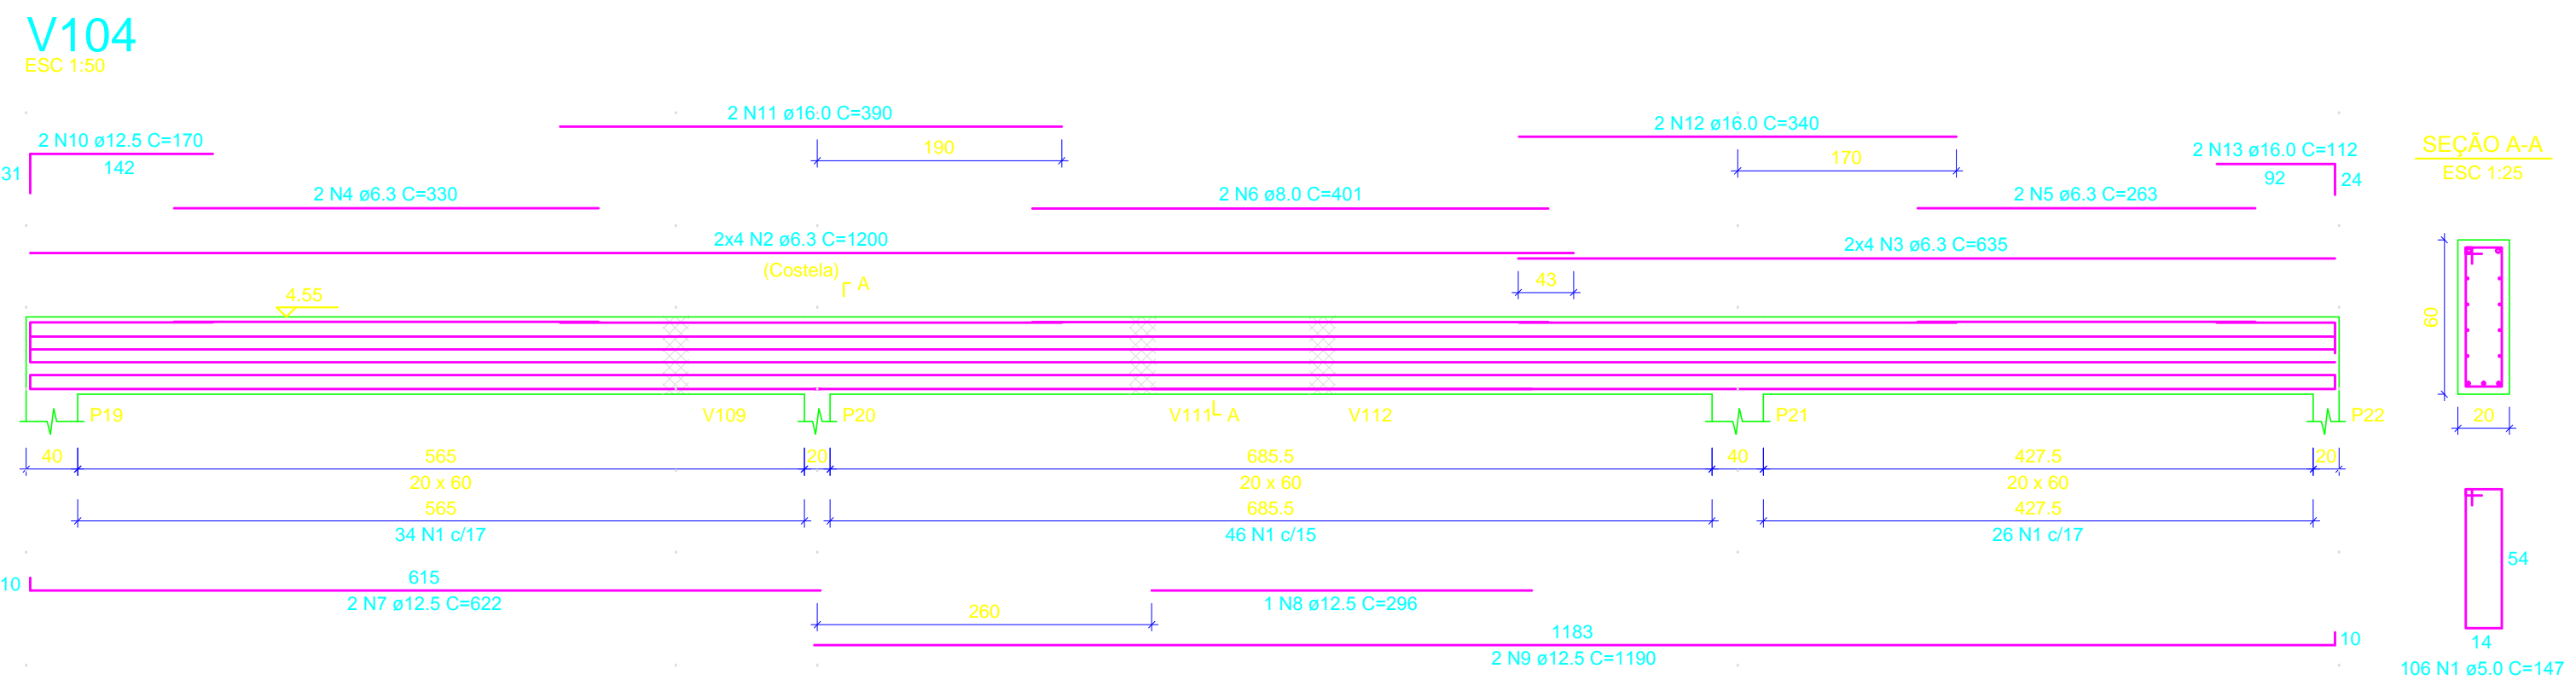 V104
ESC 1:50
2 N11 ø16.0 C=390
190
2 N12 ø16.0 C=340
170
2 N10 ø12.5 C=170
142
31
2 N13 ø16.0 C=112
92
24
2 N4 ø6.3 C=330
2 N6 ø8.0 C=401
2 N5 ø6.3 C=263
2x4 N2 ø6.3 C=1200
(Costela)
2x4 N3 ø6.3 C=635
43
A
4.55
P19
V109
P20
V111
A
V112
P21
P22
40
565
20
685.5
40
427.5
20
20 x 60
20 x 60
20 x 60
565
685.5
427.5
34 N1 c/17
46 N1 c/15
26 N1 c/17
10
615
2 N7 ø12.5 C=622
1 N8 ø12.5 C=296
260
1183
10
2 N9 ø12.5 C=1190
SEÇÃO A-A
ESC 1:25
60
20
54
14
106 N1 ø5.0 C=147